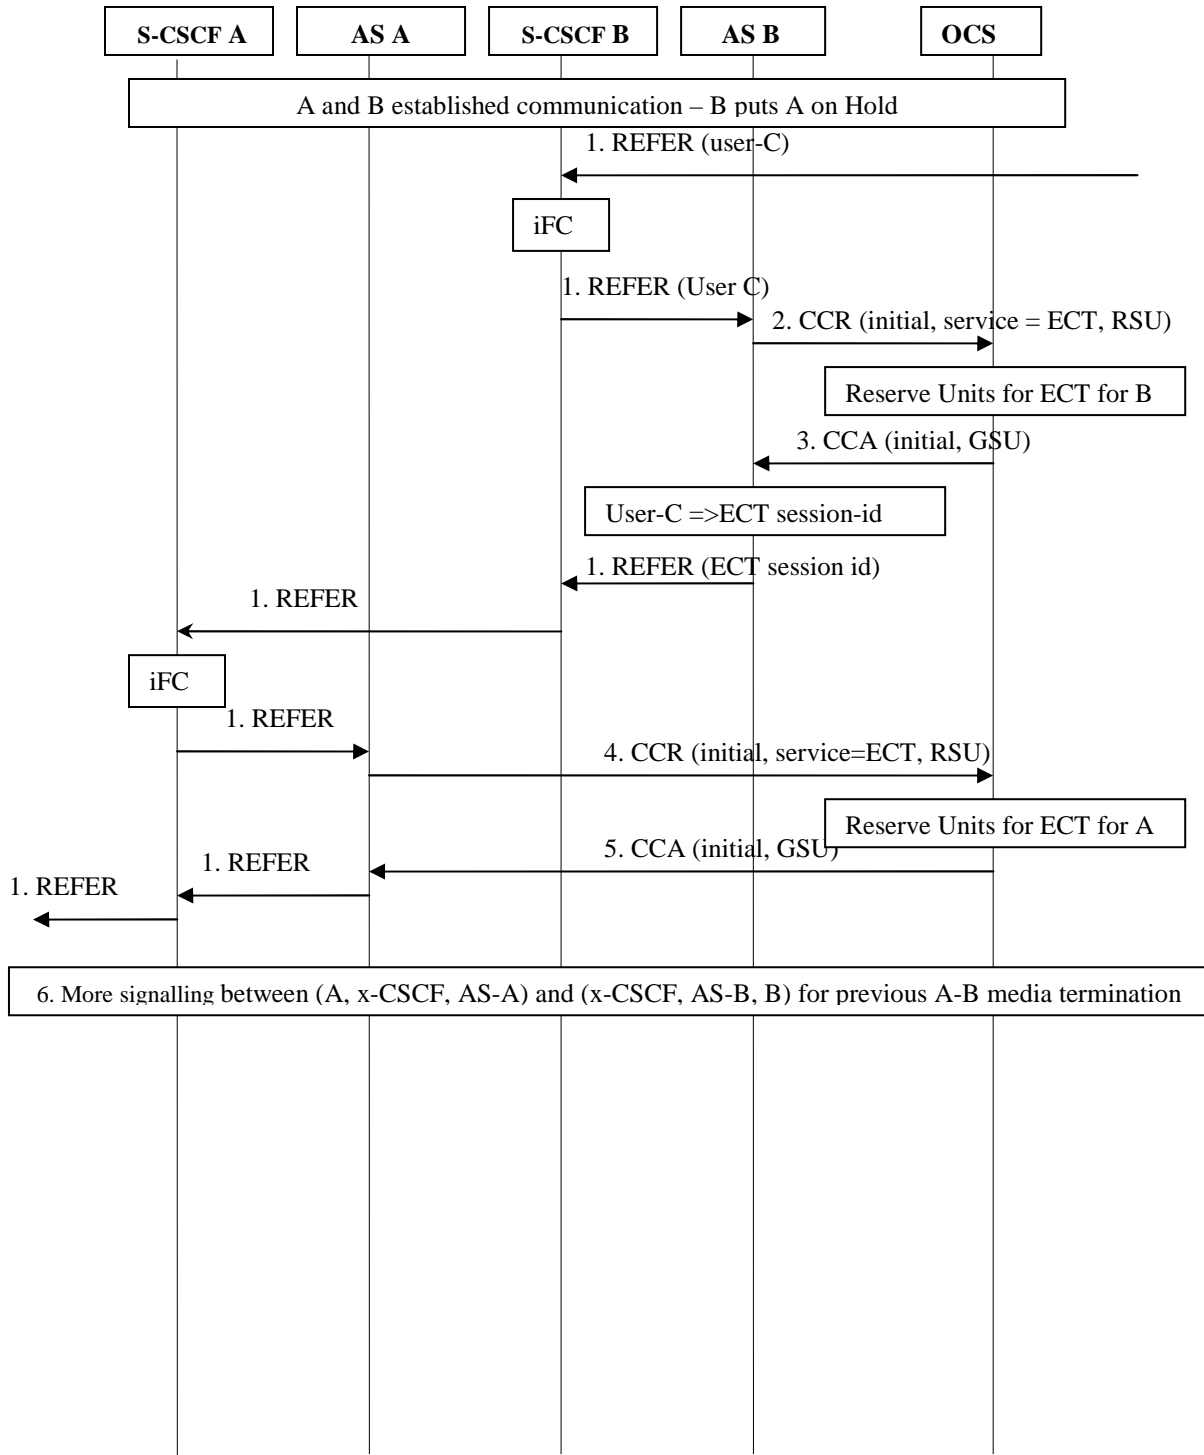 S-CSCF A
AS A
S-CSCF B
AS B
OCS
A and B established communication – B puts A on Hold
1. REFER (user-C)
iFC
1. REFER (User C)
2. CCR (initial, service = ECT, RSU)
Reserve Units for ECT for B
3. CCA (initial, GSU)
User-C =>ECT session-id
1. REFER (ECT session id)
1. REFER
iFC
1. REFER
4. CCR (initial, service=ECT, RSU)
Reserve Units for ECT for A
5. CCA (initial, GSU)
1. REFER
1. REFER
6. More signalling between (A, x-CSCF, AS-A) and (x-CSCF, AS-B, B) for previous A-B media termination